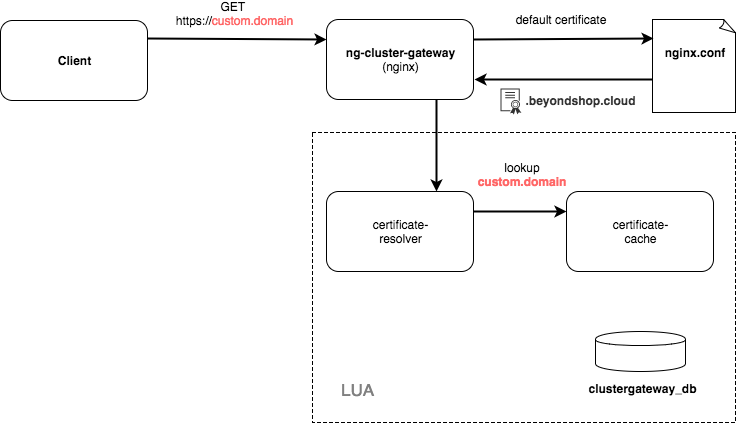 GET
https://custom.domain
Client
ng-cluster-gateway
(nginx)
default certificate
nginx.conf
.beyondshop.cloud
lookup
custom.domain
certificate-
resolver
certificate-
cache
clustergateway_db
LUA